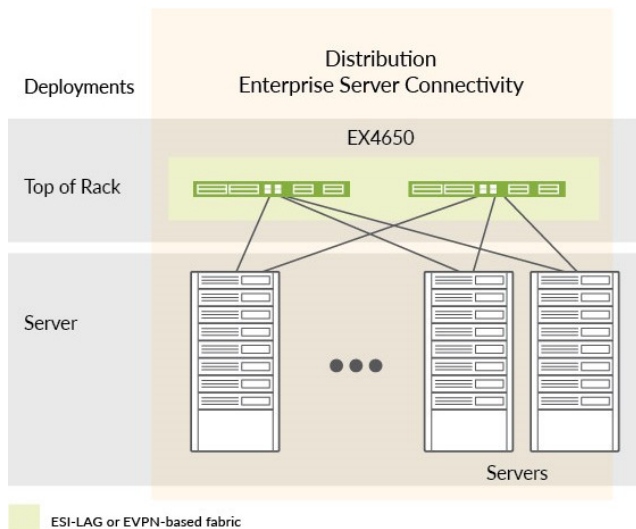 Distribution
Deployments
Enterprise Server Connectivity
EX4650
Top of Rack
Server
Servers
ESI-LAG or EVPN-based fabric